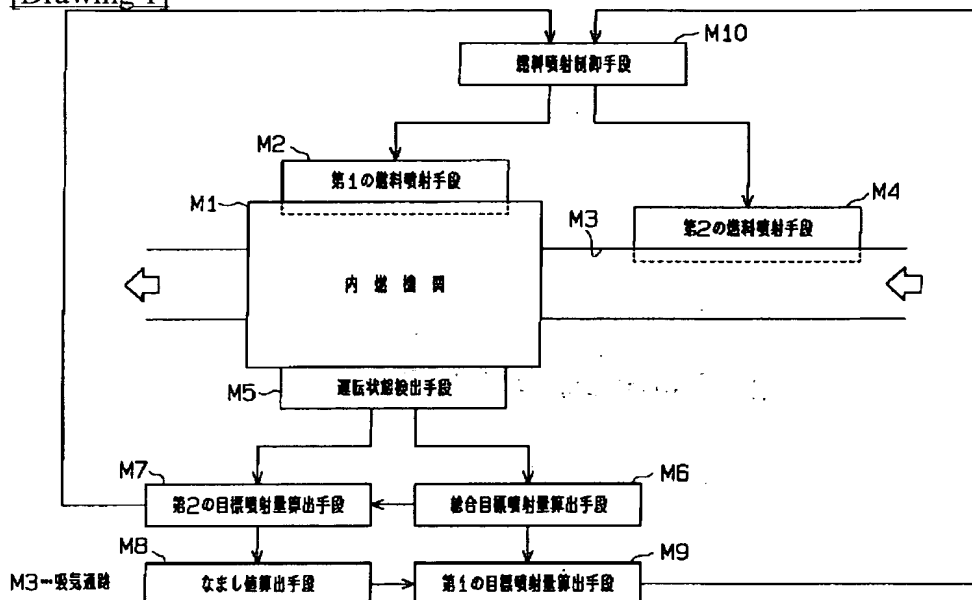 [Drawing 1]
M10
燃料噴射制御手段
M2
第1の燃料噴射手段
M1
M3
M4
第2の燃料噴射手段
内燃機関
M5
運転状態検出手段
M7
第2の目標噴射量算出手段
M6
総合目標噴射量算出手段
M8
なまし値算出手段
M9
第1の目標噴射量算出手段
M3…吸気通路